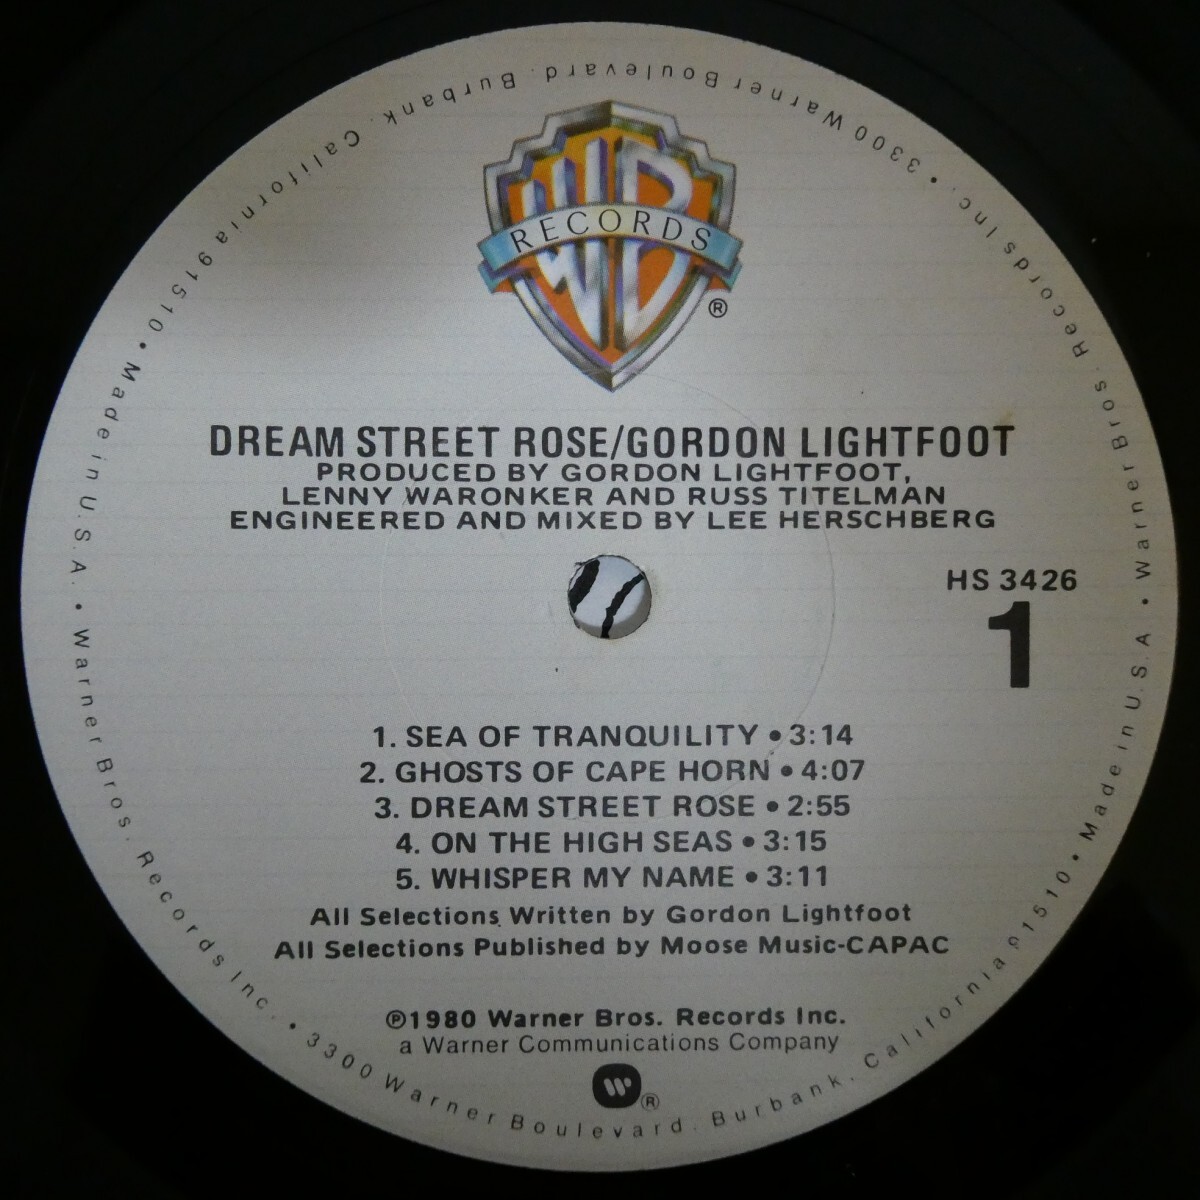 WB
RECORDS
®
DREAM STREET ROSE/GORDON LIGHTFOOT
PRODUCED BY GORDON LIGHTFOOT,
LENNY WARONKER AND RUSS TITELMAN
ENGINEERED AND MIXED BY LEE HERSCHBERG
HS 3426
1
1. SEA OF TRANQUILITY • 3:14
2. GHOSTS OF CAPE HORN • 4:07
3. DREAM STREET ROSE • 2:55
4. ON THE HIGH SEAS • 3:15
5. WHISPER MY NAME • 3:11
All Selections Written by Gordon Lightfoot
All Selections Published by Moose Music-CAPAC
℗1980 Warner Bros. Records Inc.
a Warner Communications Company
W ®
• Warner Bros. Records Inc. • 3300 Warner Boulevard. Burbank. California 91510 • Made in U.S.A. • Warner Bros. Records Inc. • 3300 Warner Boulevard. Burbank. California 91510 • Made in U.S.A